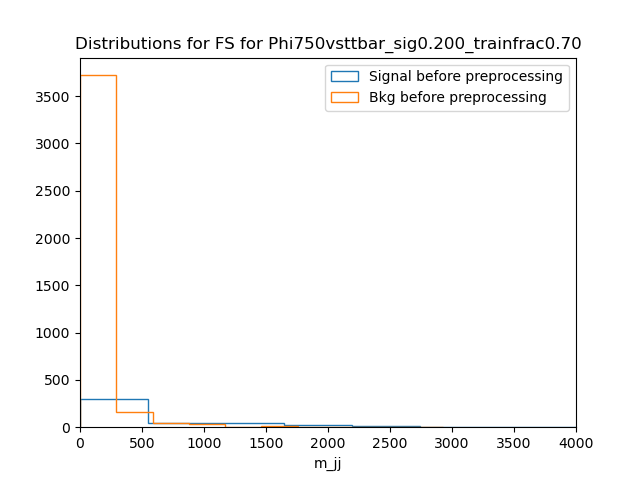 Distributions for FS for Phi750vsttbar_sig0.200_trainfrac0.70
Signal before preprocessing
Bkg before preprocessing
3500
3000
2500
2000
1500
1000
500
0
0 500 1000 1500 2000 2500 3000 3500 4000
m_jj